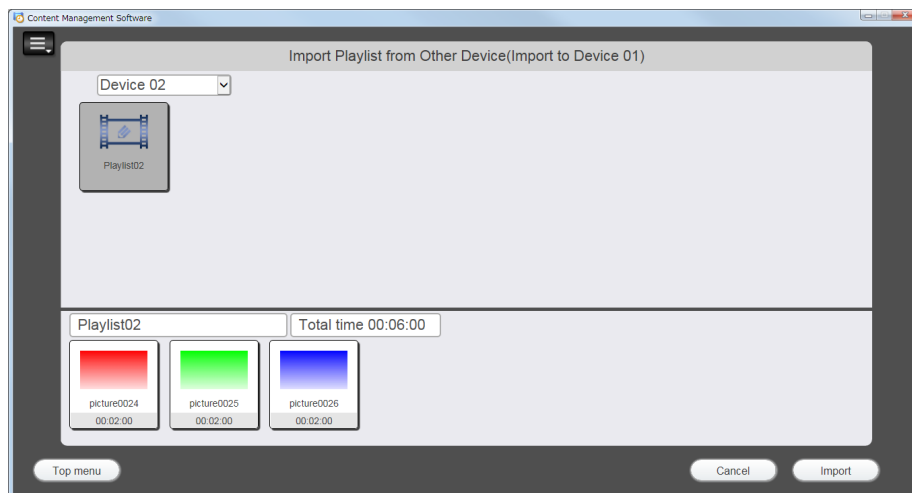 Content Management Software
Import Playlist from Other Device(Import to Device 01)
Device 02
Playlist02
Playlist02
Total time 00:06:00
picture0024
picture0025
picture0026
00:02:00
00:02:00
00:02:00
Top menu
Cancel
Import